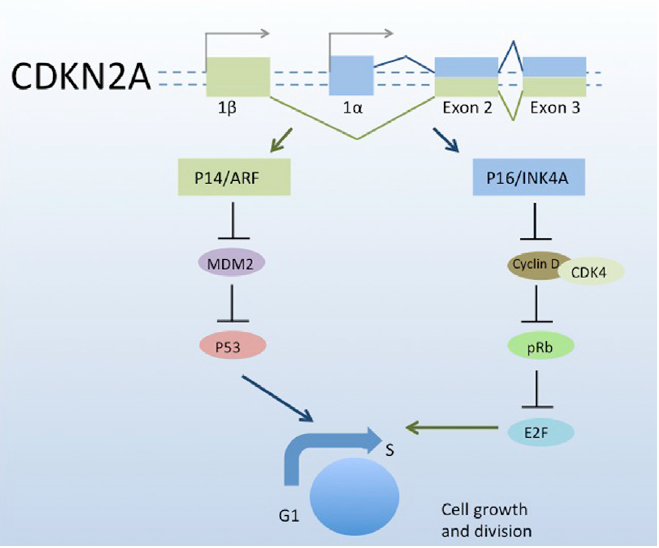 CDKN2A
1β
1α
Exon 2
Exon 3
P14/ARF
P16/INK4A
MDM2
Cyclin D
CDK4
P53
pRb
E2F
S
G1
Cell growth
and division